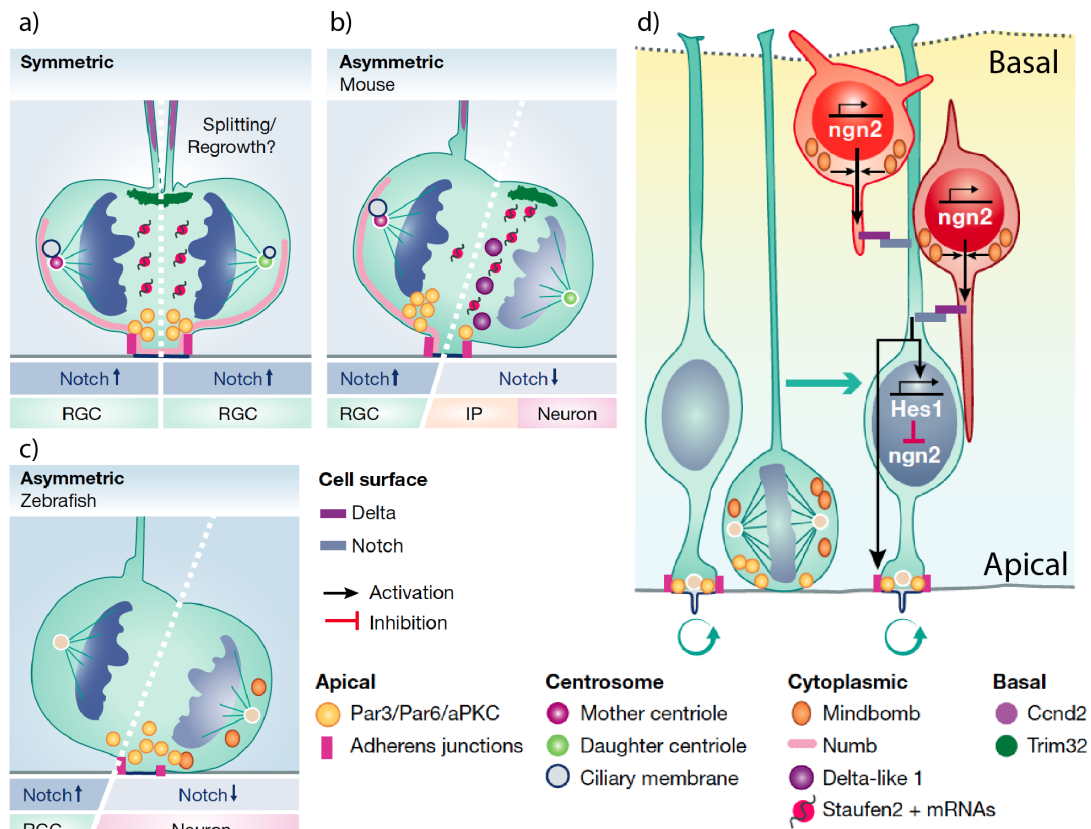 a)
Symmetric
Splitting/
Regrowth?
Notch↑
Notch↑
RGC
RGC
b)
Asymmetric
Mouse
Notch↑
Notch↓
RGC
IP
Neuron
c)
Asymmetric
Zebrafish
Notch↑
Notch↓
RGC
Neuron
d)
Basal
ngn2
ngn2
Hes1
ngn2
Apical
Cell surface
Delta
Notch
Activation
Inhibition
Apical
Par3/Par6/aPKC
Adherens junctions
Centrosome
Mother centriole
Daughter centriole
Ciliary membrane
Cytoplasmic
Mindbomb
Numb
Delta-like 1
Staufen2 + mRNAs
Basal
Ccnd2
Trim32